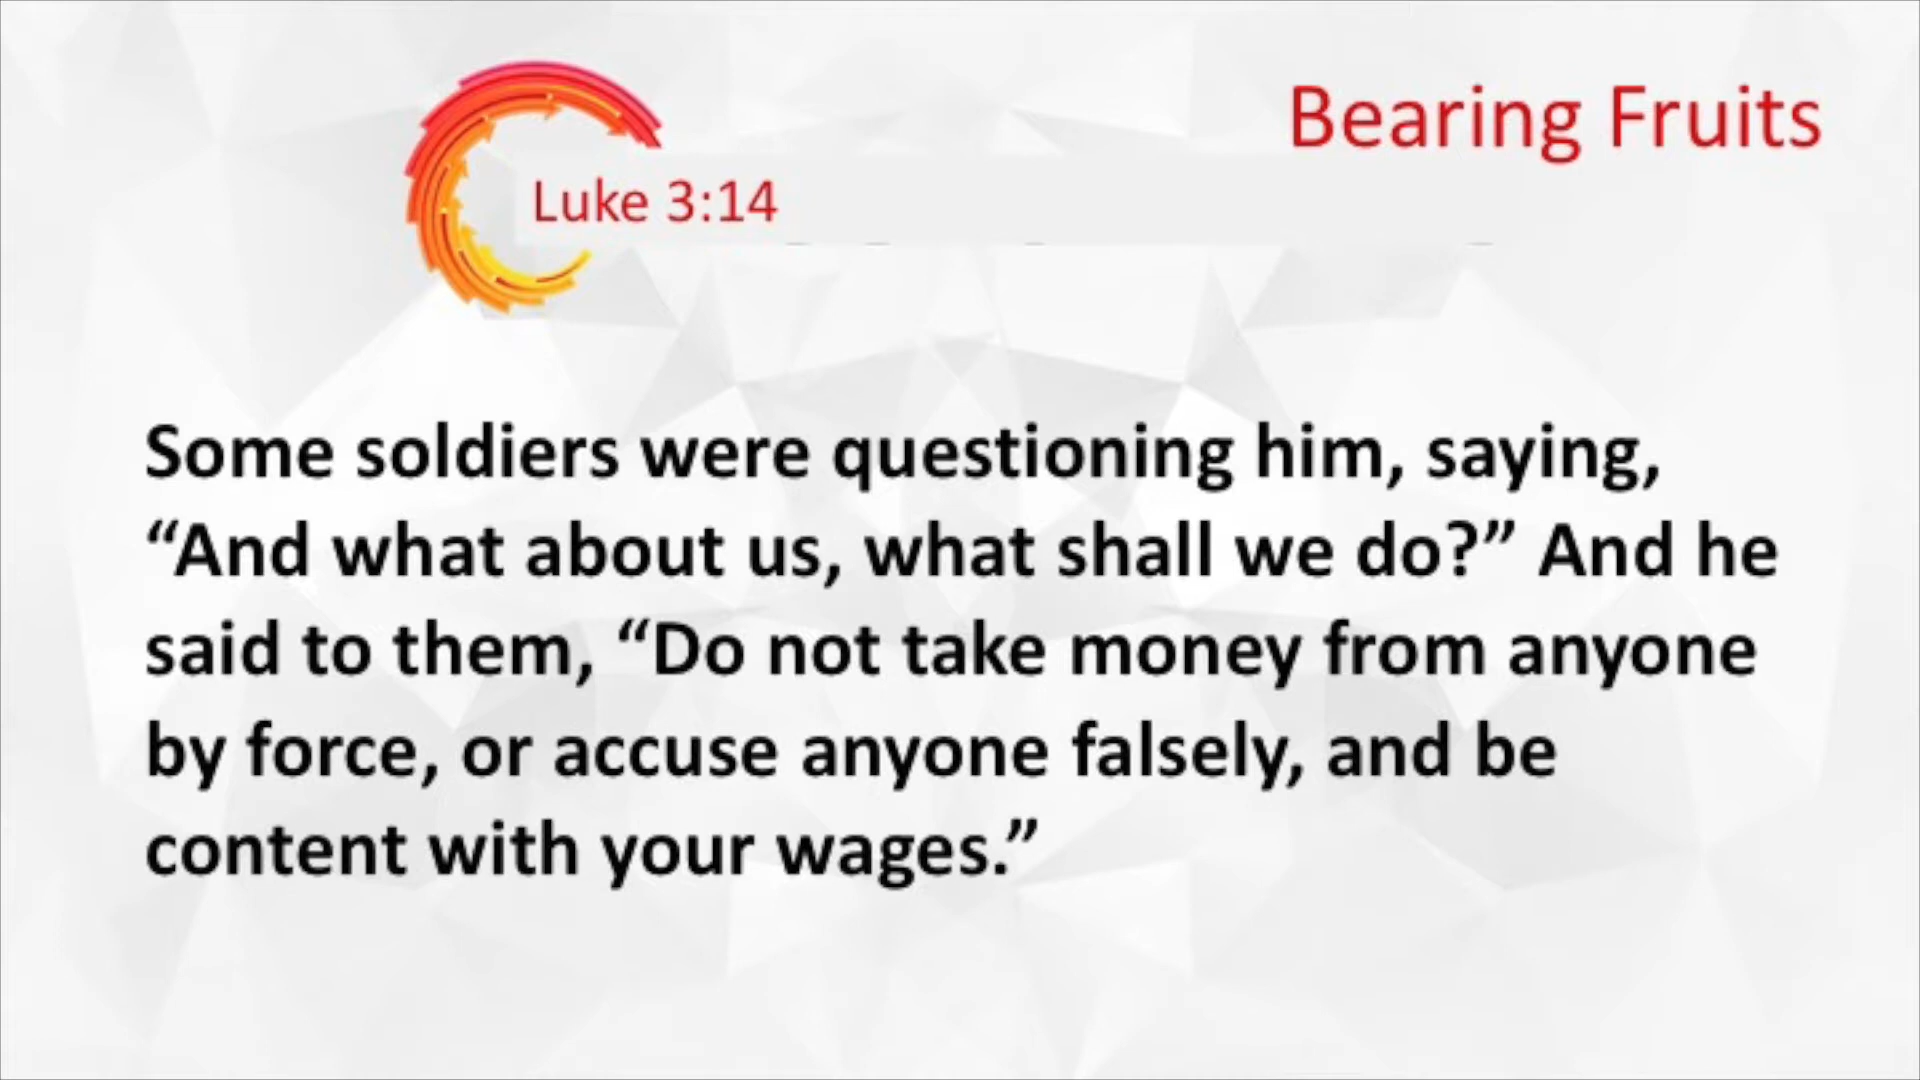 Bearing Fruits
Luke 3:14
Some soldiers were questioning him, saying,
“And what about us, what shall we do?” And he
said to them, “Do not take money from anyone
by force, or accuse anyone falsely, and be
content with your wages.”